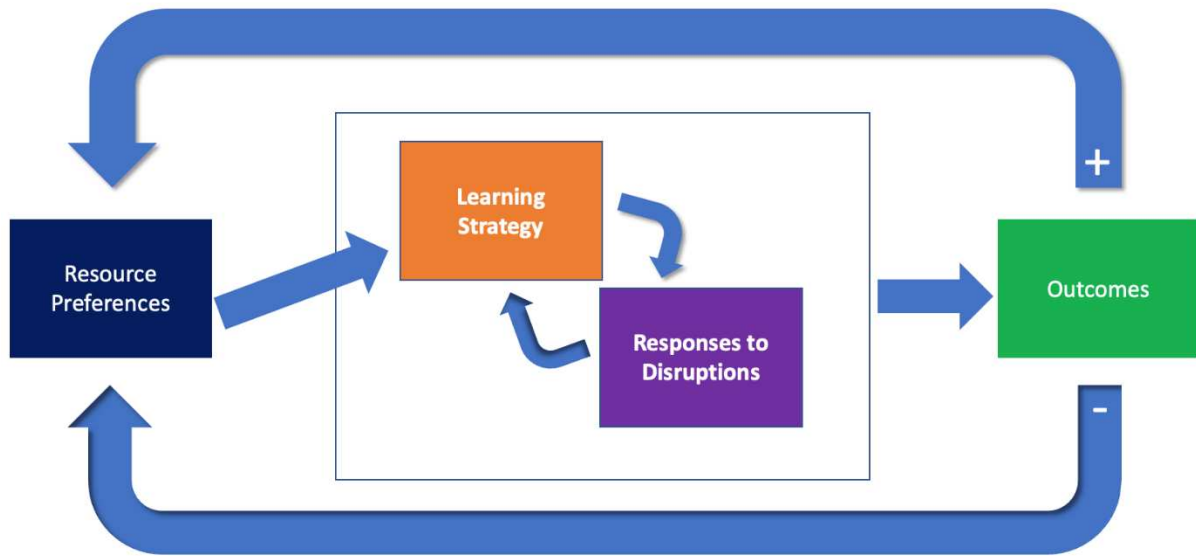 +
Learning
Strategy
Resource
Preferences
Outcomes
Responses to
Disruptions
-